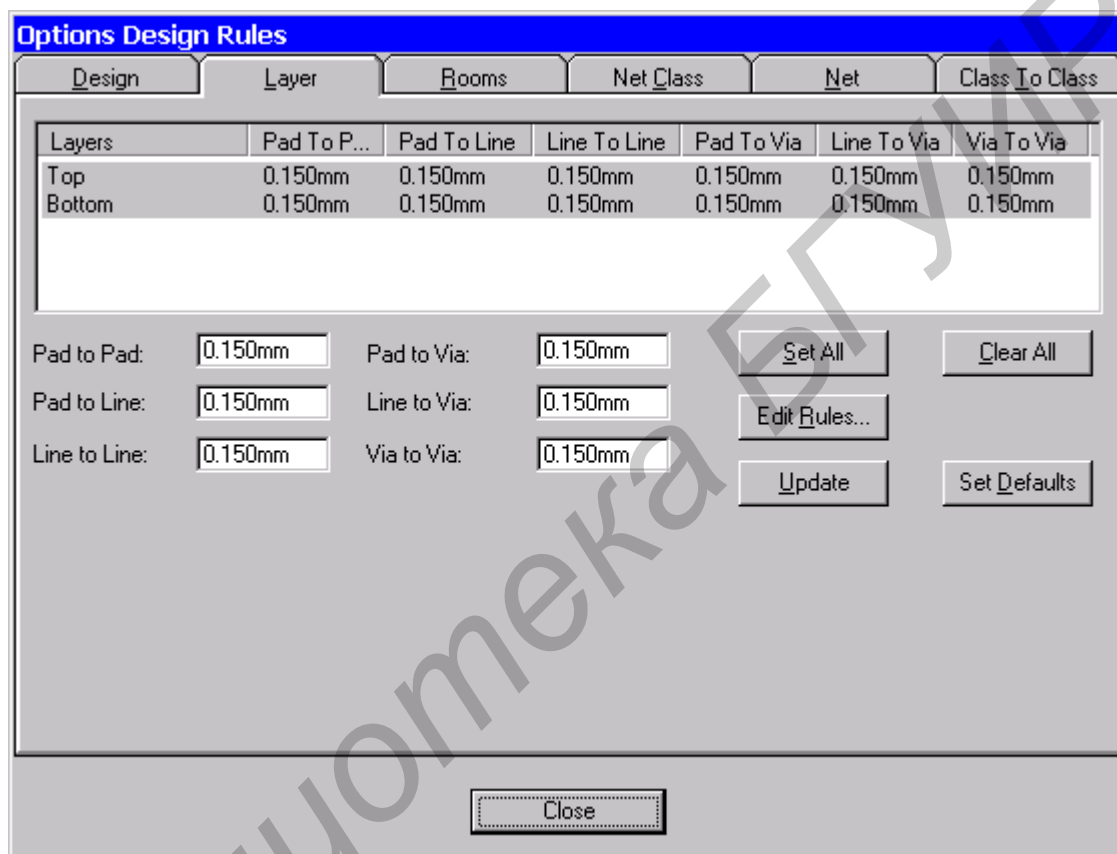 Options Design Rules
Design Layer Rooms Net Class Net Class To Class
Layers Pad To P... Pad To Line Line To Line Pad To Via Line To Via Via To Via
Top 0.150mm 0.150mm 0.150mm 0.150mm 0.150mm 0.150mm
Bottom 0.150mm 0.150mm 0.150mm 0.150mm 0.150mm 0.150mm
Pad to Pad: 0.150mm Pad to Via: 0.150mm Set All Clear All
Pad to Line: 0.150mm Line to Via: 0.150mm Edit Rules...
Line to Line: 0.150mm Via to Via: 0.150mm Update Set Defaults
Close